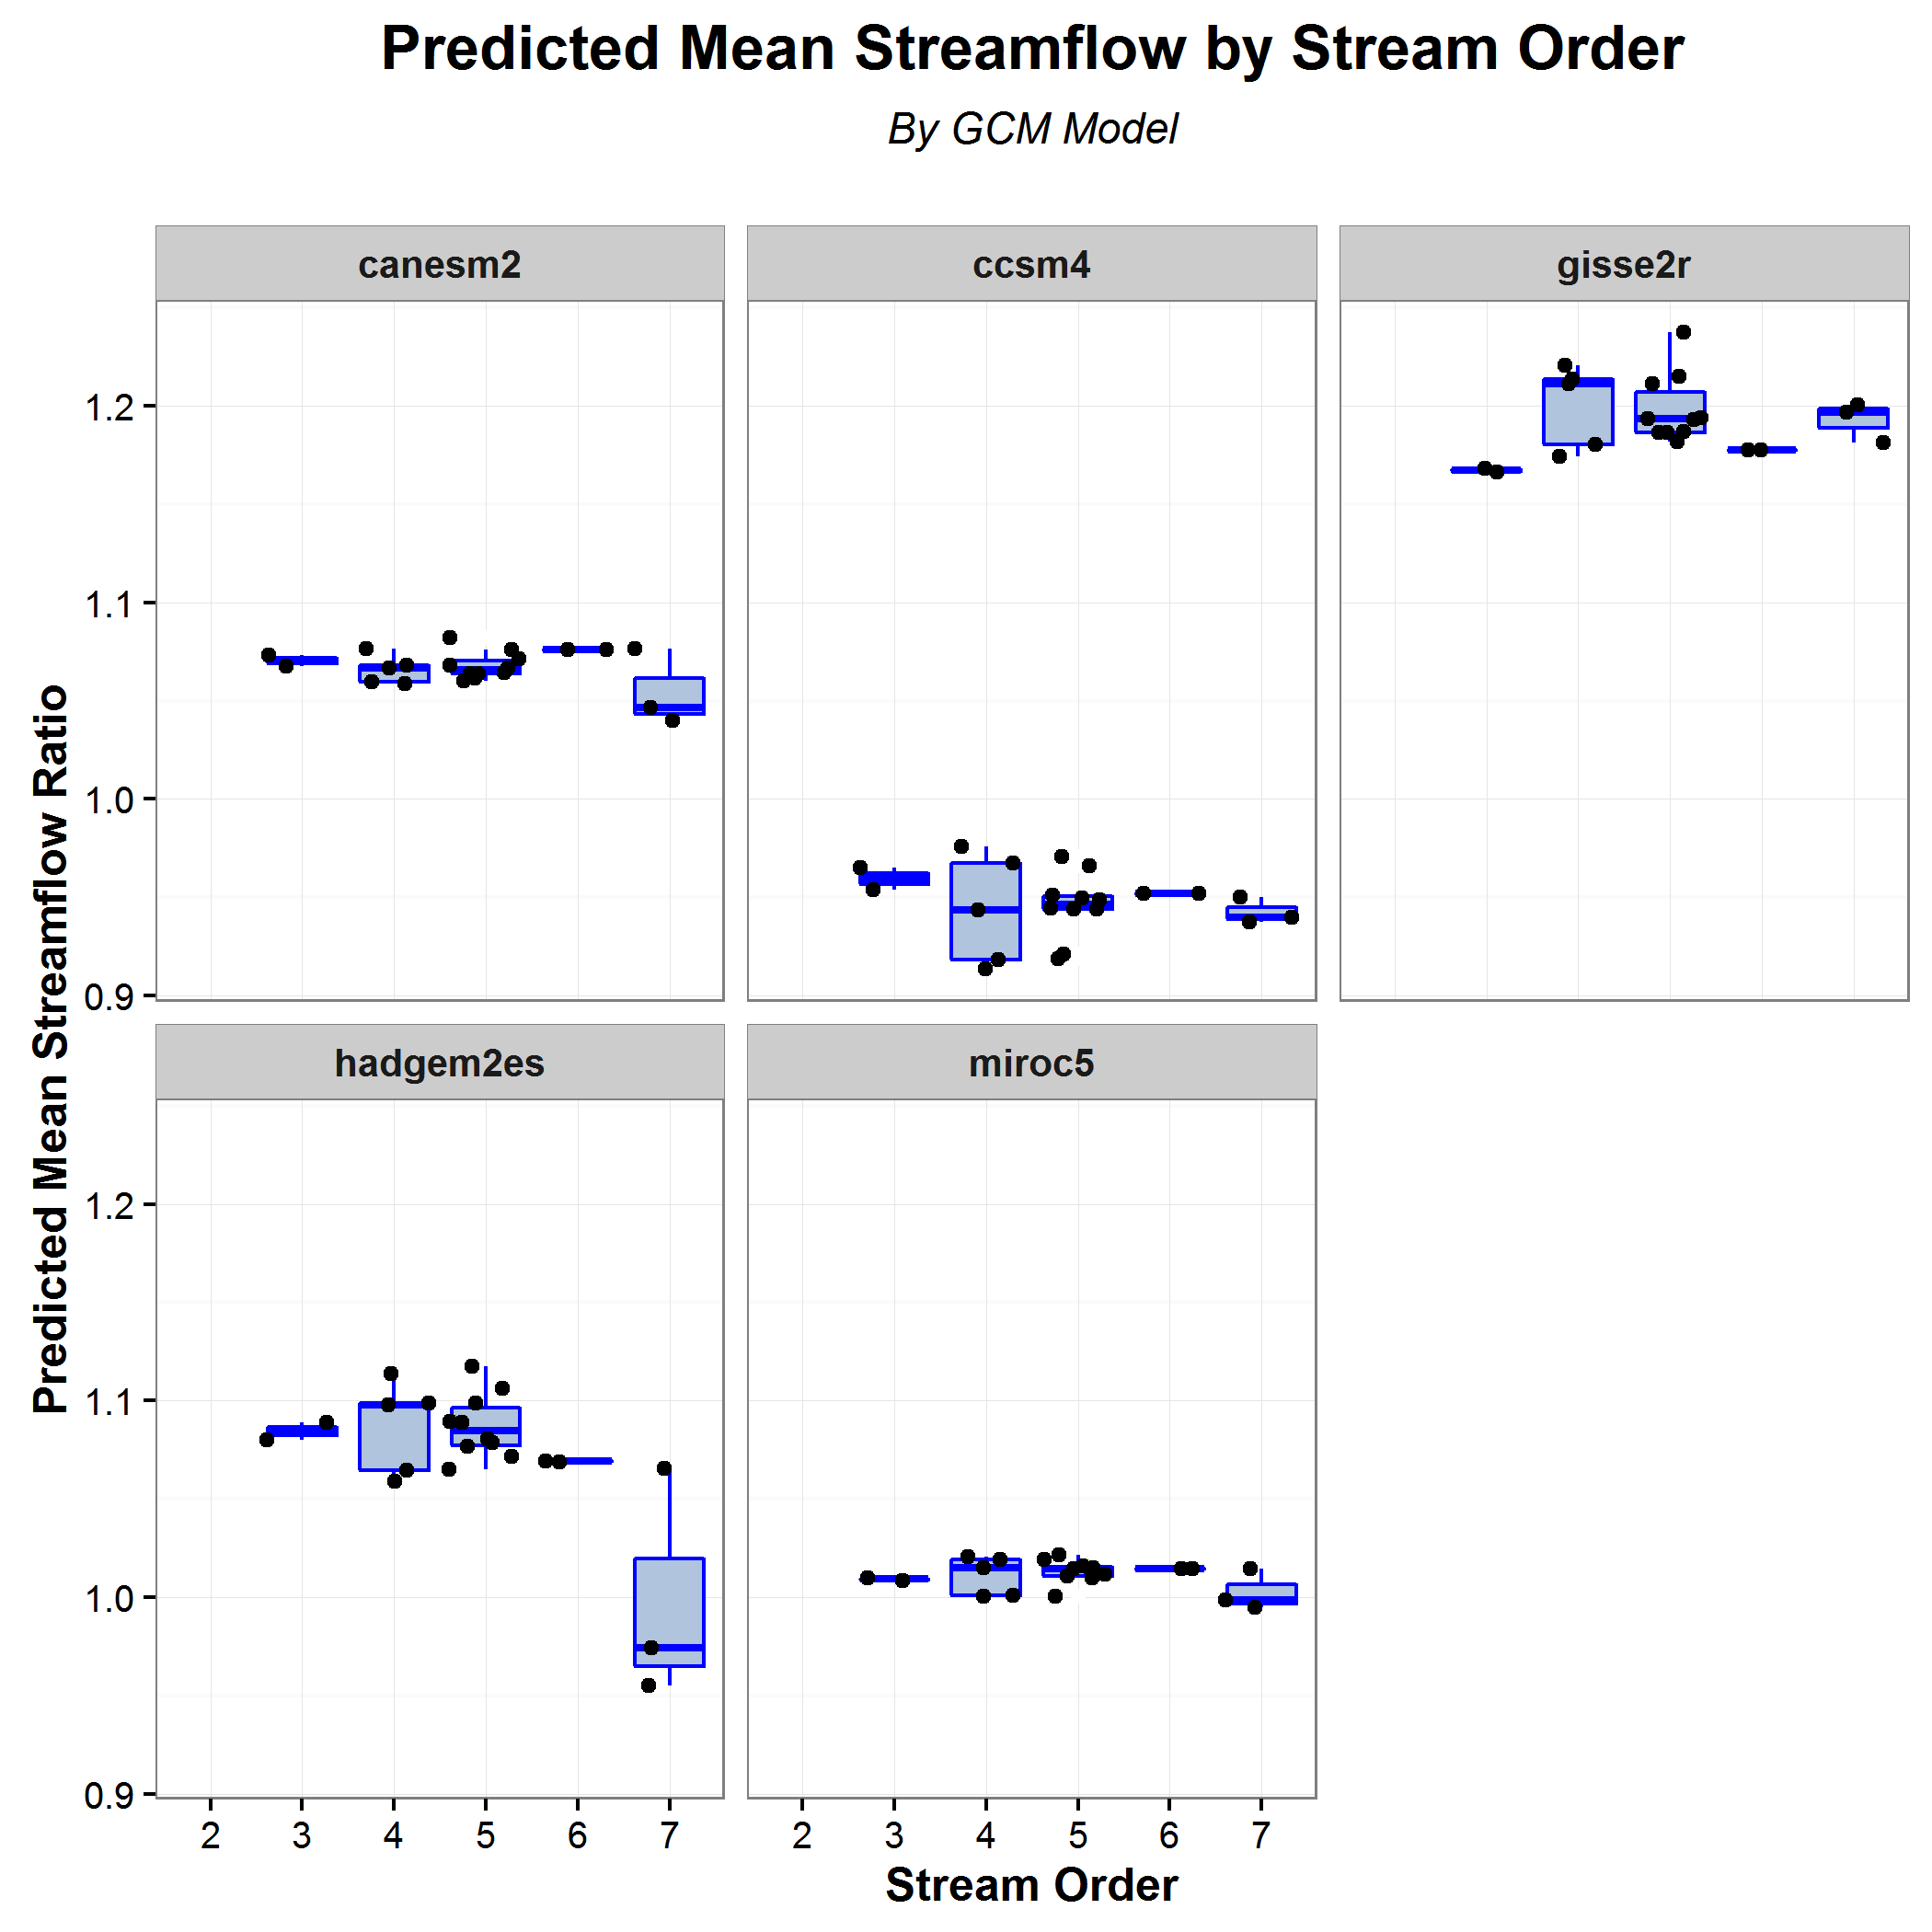 Predicted Mean Streamflow by Stream Order
By GCM Model
canesm2
ccsm4
gisse2r
1.2
1.1
1.0
0.9
Predicted Mean Streamflow Ratio
hadgem2es
miroc5
1.2
1.1
1.0
0.9
2 3 4 5 6 7
2 3 4 5 6 7
Stream Order